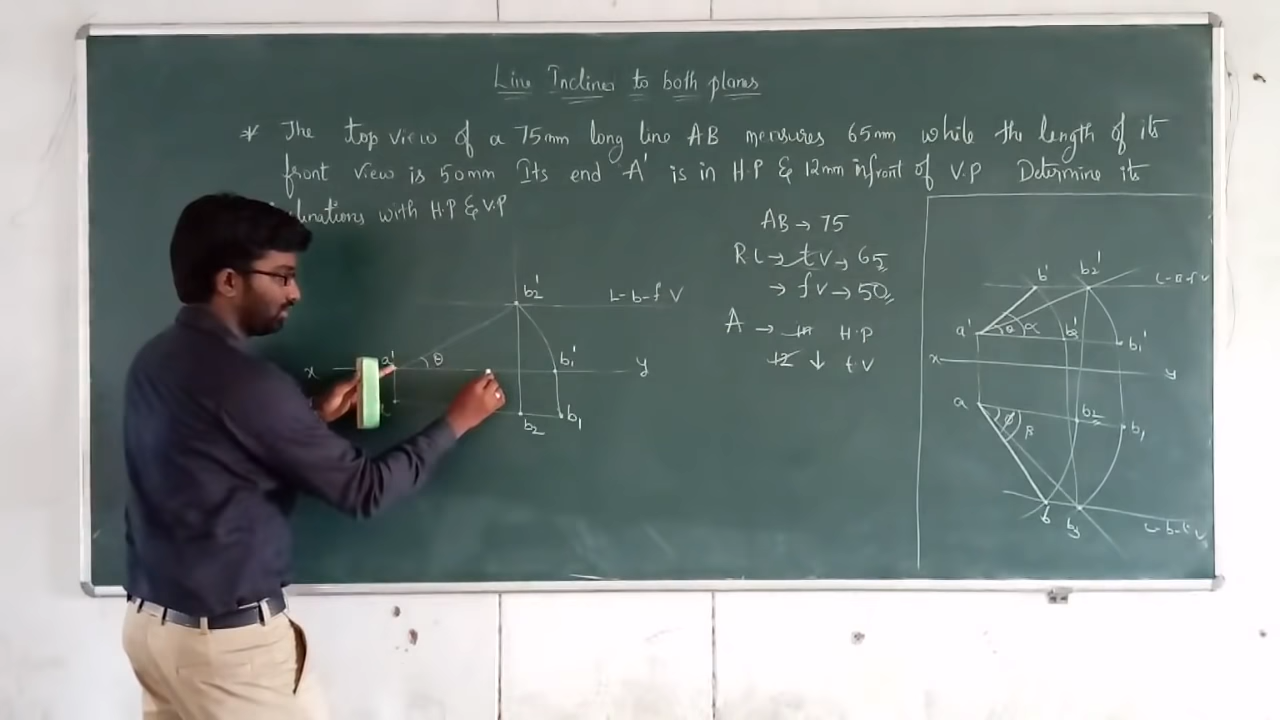 Line Inclined to both planes
* The top view of a 75mm long line AB measures 65mm while the length of its
front view is 50mm Its end 'A' is in H.P & 12mm infront of V.P Determine its
inclinations with H.P & V.P
AB → 75
R.L → t v → 65
→ f v → 50
A → in H.P
12 ↓ t.V
b2'
L-b-f V
a'
θ
b1'
x
y
b2
b1
b'
b2'
a'
θ
α
b1'
x
y
a
b2
φ
β
b1
b